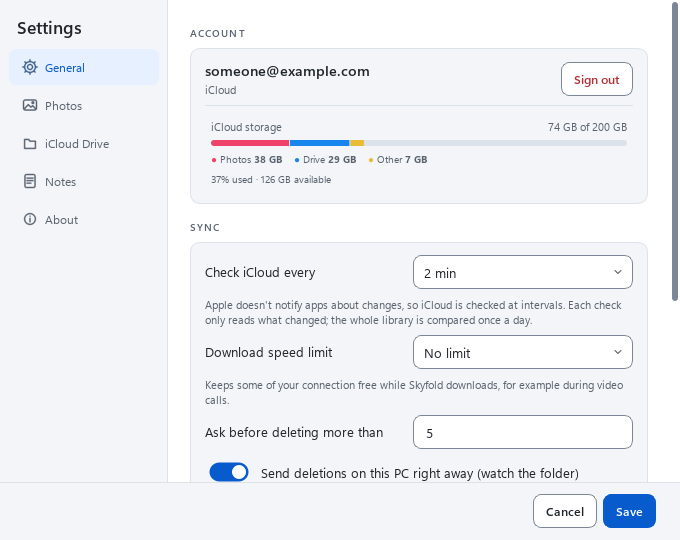 Settings
General
Photos
iCloud Drive
Notes
About
ACCOUNT
someone@example.com
iCloud
Sign out
iCloud storage
74 GB of 200 GB
Photos 38 GB
Drive 29 GB
Other 7 GB
37% used · 126 GB available
SYNC
Check iCloud every
2 min
Apple doesn't notify apps about changes, so iCloud is checked at intervals. Each check
only reads what changed; the whole library is compared once a day.
Download speed limit
No limit
Keeps some of your connection free while Skyfold downloads, for example during video
calls.
Ask before deleting more than
5
Send deletions on this PC right away (watch the folder)
Cancel
Save